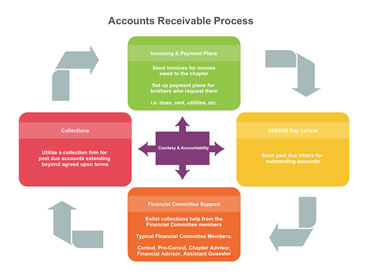 Accounts Receivable Process
Invoicing & Payment Plans
Send invoices for monies
owed to the chapter
Set up payment plans for
brothers who request them
i.e. dues, rent, utilities, etc.
Collections
Utilize a collection firm for
past due accounts extending
beyond agreed upon terms
Courtesy & Accountability
30/60/90 Day Letters
Send past due letters for
outstanding accounts
Financial Committee Support
Enlist collections help from the
Financial Committee members
Typical Financial Committee Members:
Consul, Pro-Consul, Chapter Advisor,
Financial Advisor, Assistant Quaestor